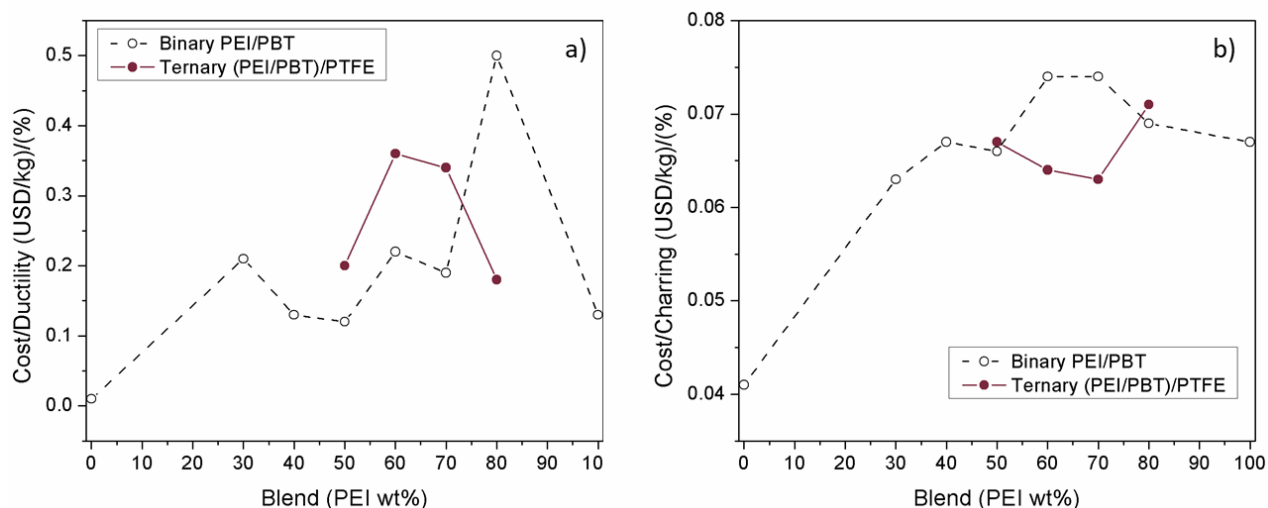 Binary PEI/PBT
Ternary (PEI/PBT)/PTFE
a)
Cost/Ductility (USD/kg)/(%)
0.5
0.4
0.3
0.2
0.1
0.0
0 10 20 30 40 50 60 70 80 90 10
Blend (PEI wt%)
b)
Cost/Charring (USD/kg)/(%)
0.08
0.07
0.06
0.05
0.04
Binary PEI/PBT
Ternary (PEI/PBT)/PTFE
0 10 20 30 40 50 60 70 80 90 100
Blend (PEI wt%)